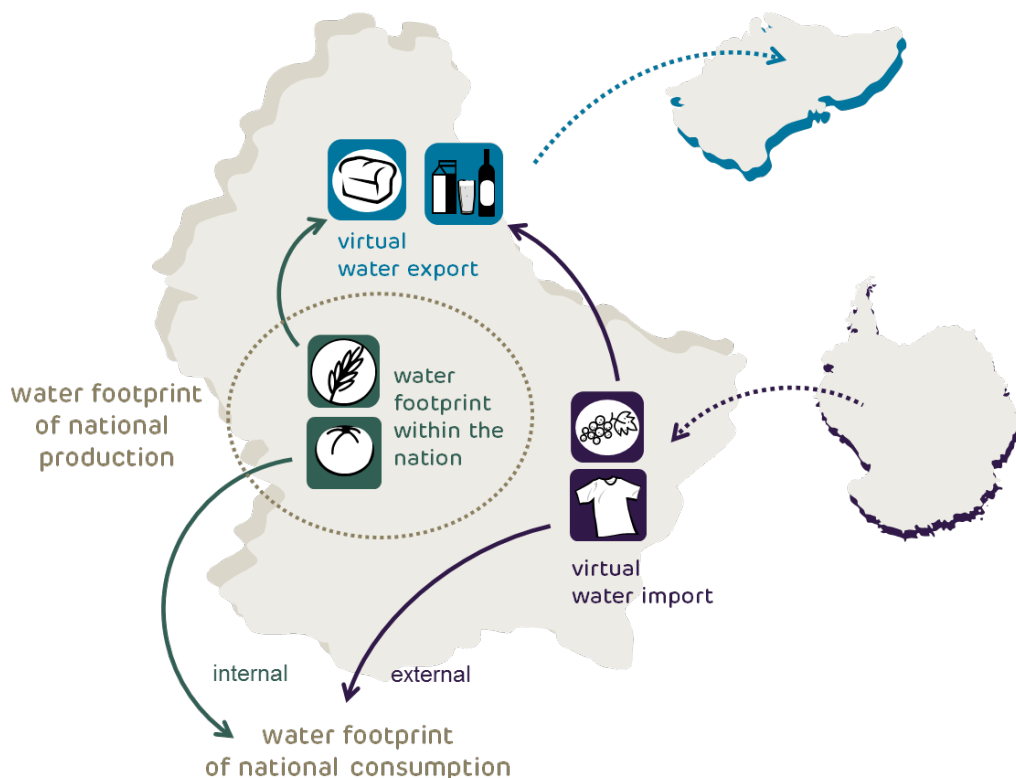 virtual
water export
water footprint
of national
production
water
footprint
within the
nation
virtual
water import
internal
external
water footprint
of national consumption